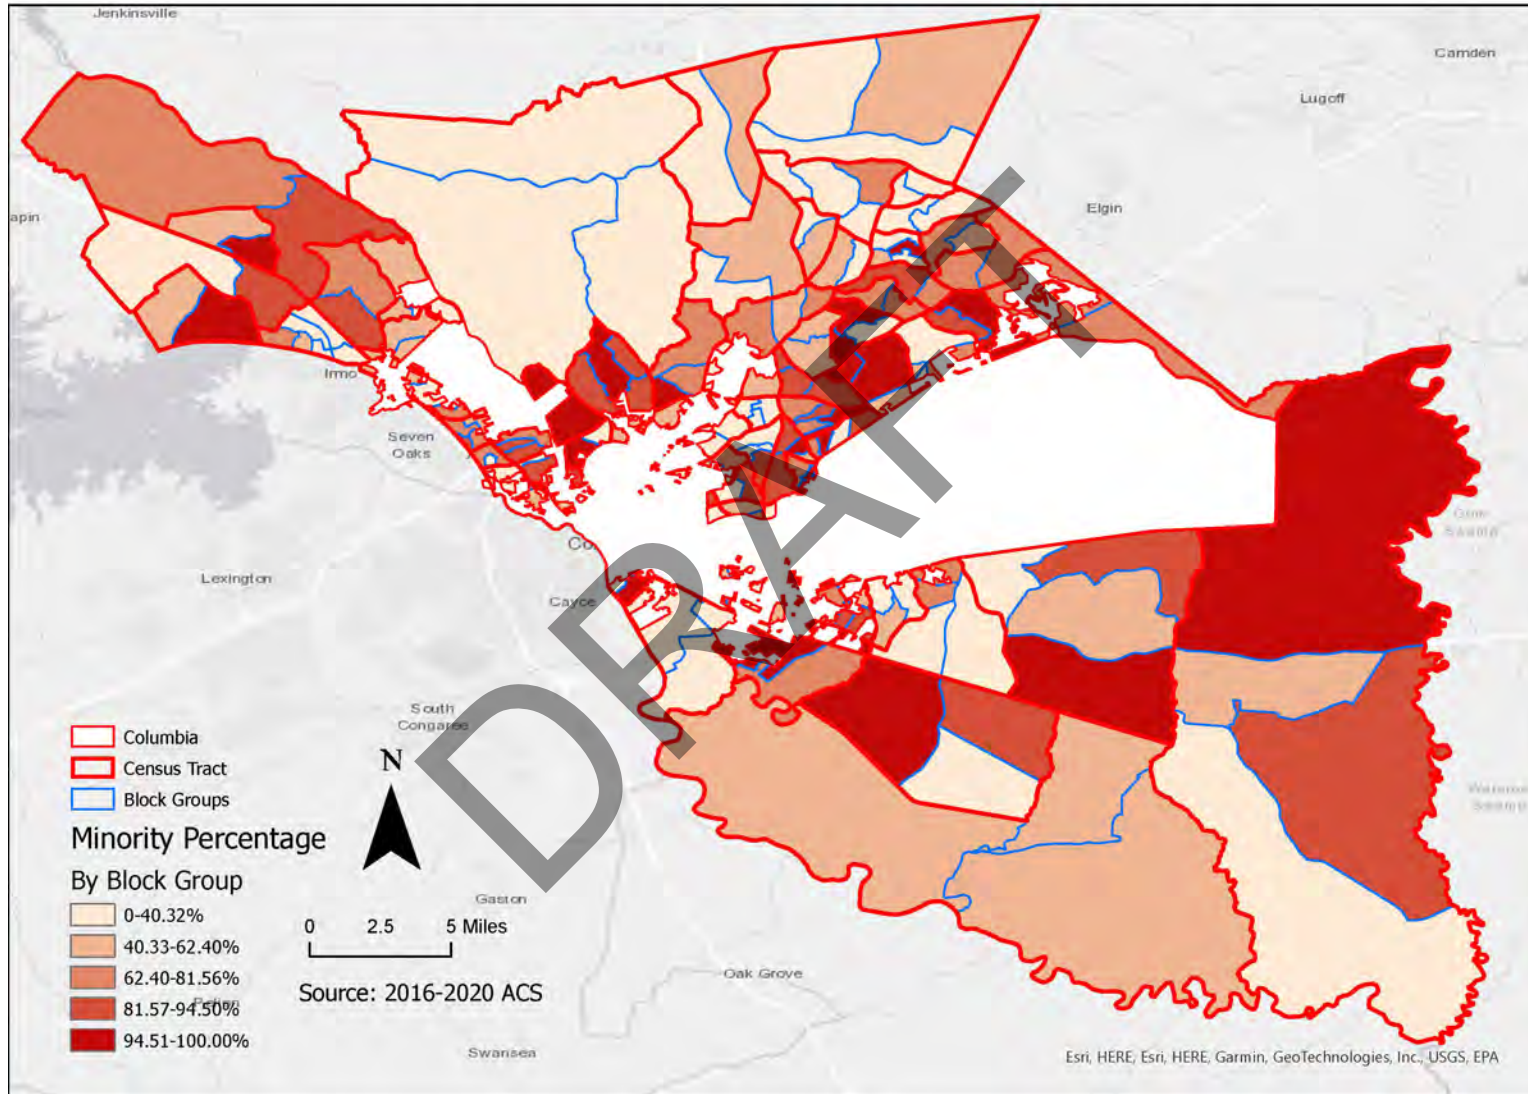 Jenkinsville
Camden
Lugoff
Elgin
apin
Irmo
Seven
Oaks
Lexington
Cayce
South
Congaree
Gaston
Oak Grove
Swansea
DRAFT
Columbia
Census Tract
Block Groups
Minority Percentage
By Block Group
0-40.32%
40.33-62.40%
62.40-81.56%
81.57-94.50%
94.51-100.00%
N
0 2.5 5 Miles
Source: 2016-2020 ACS
Esri, HERE, Esri, HERE, Garmin, GeoTechnologies, Inc., USGS, EPA